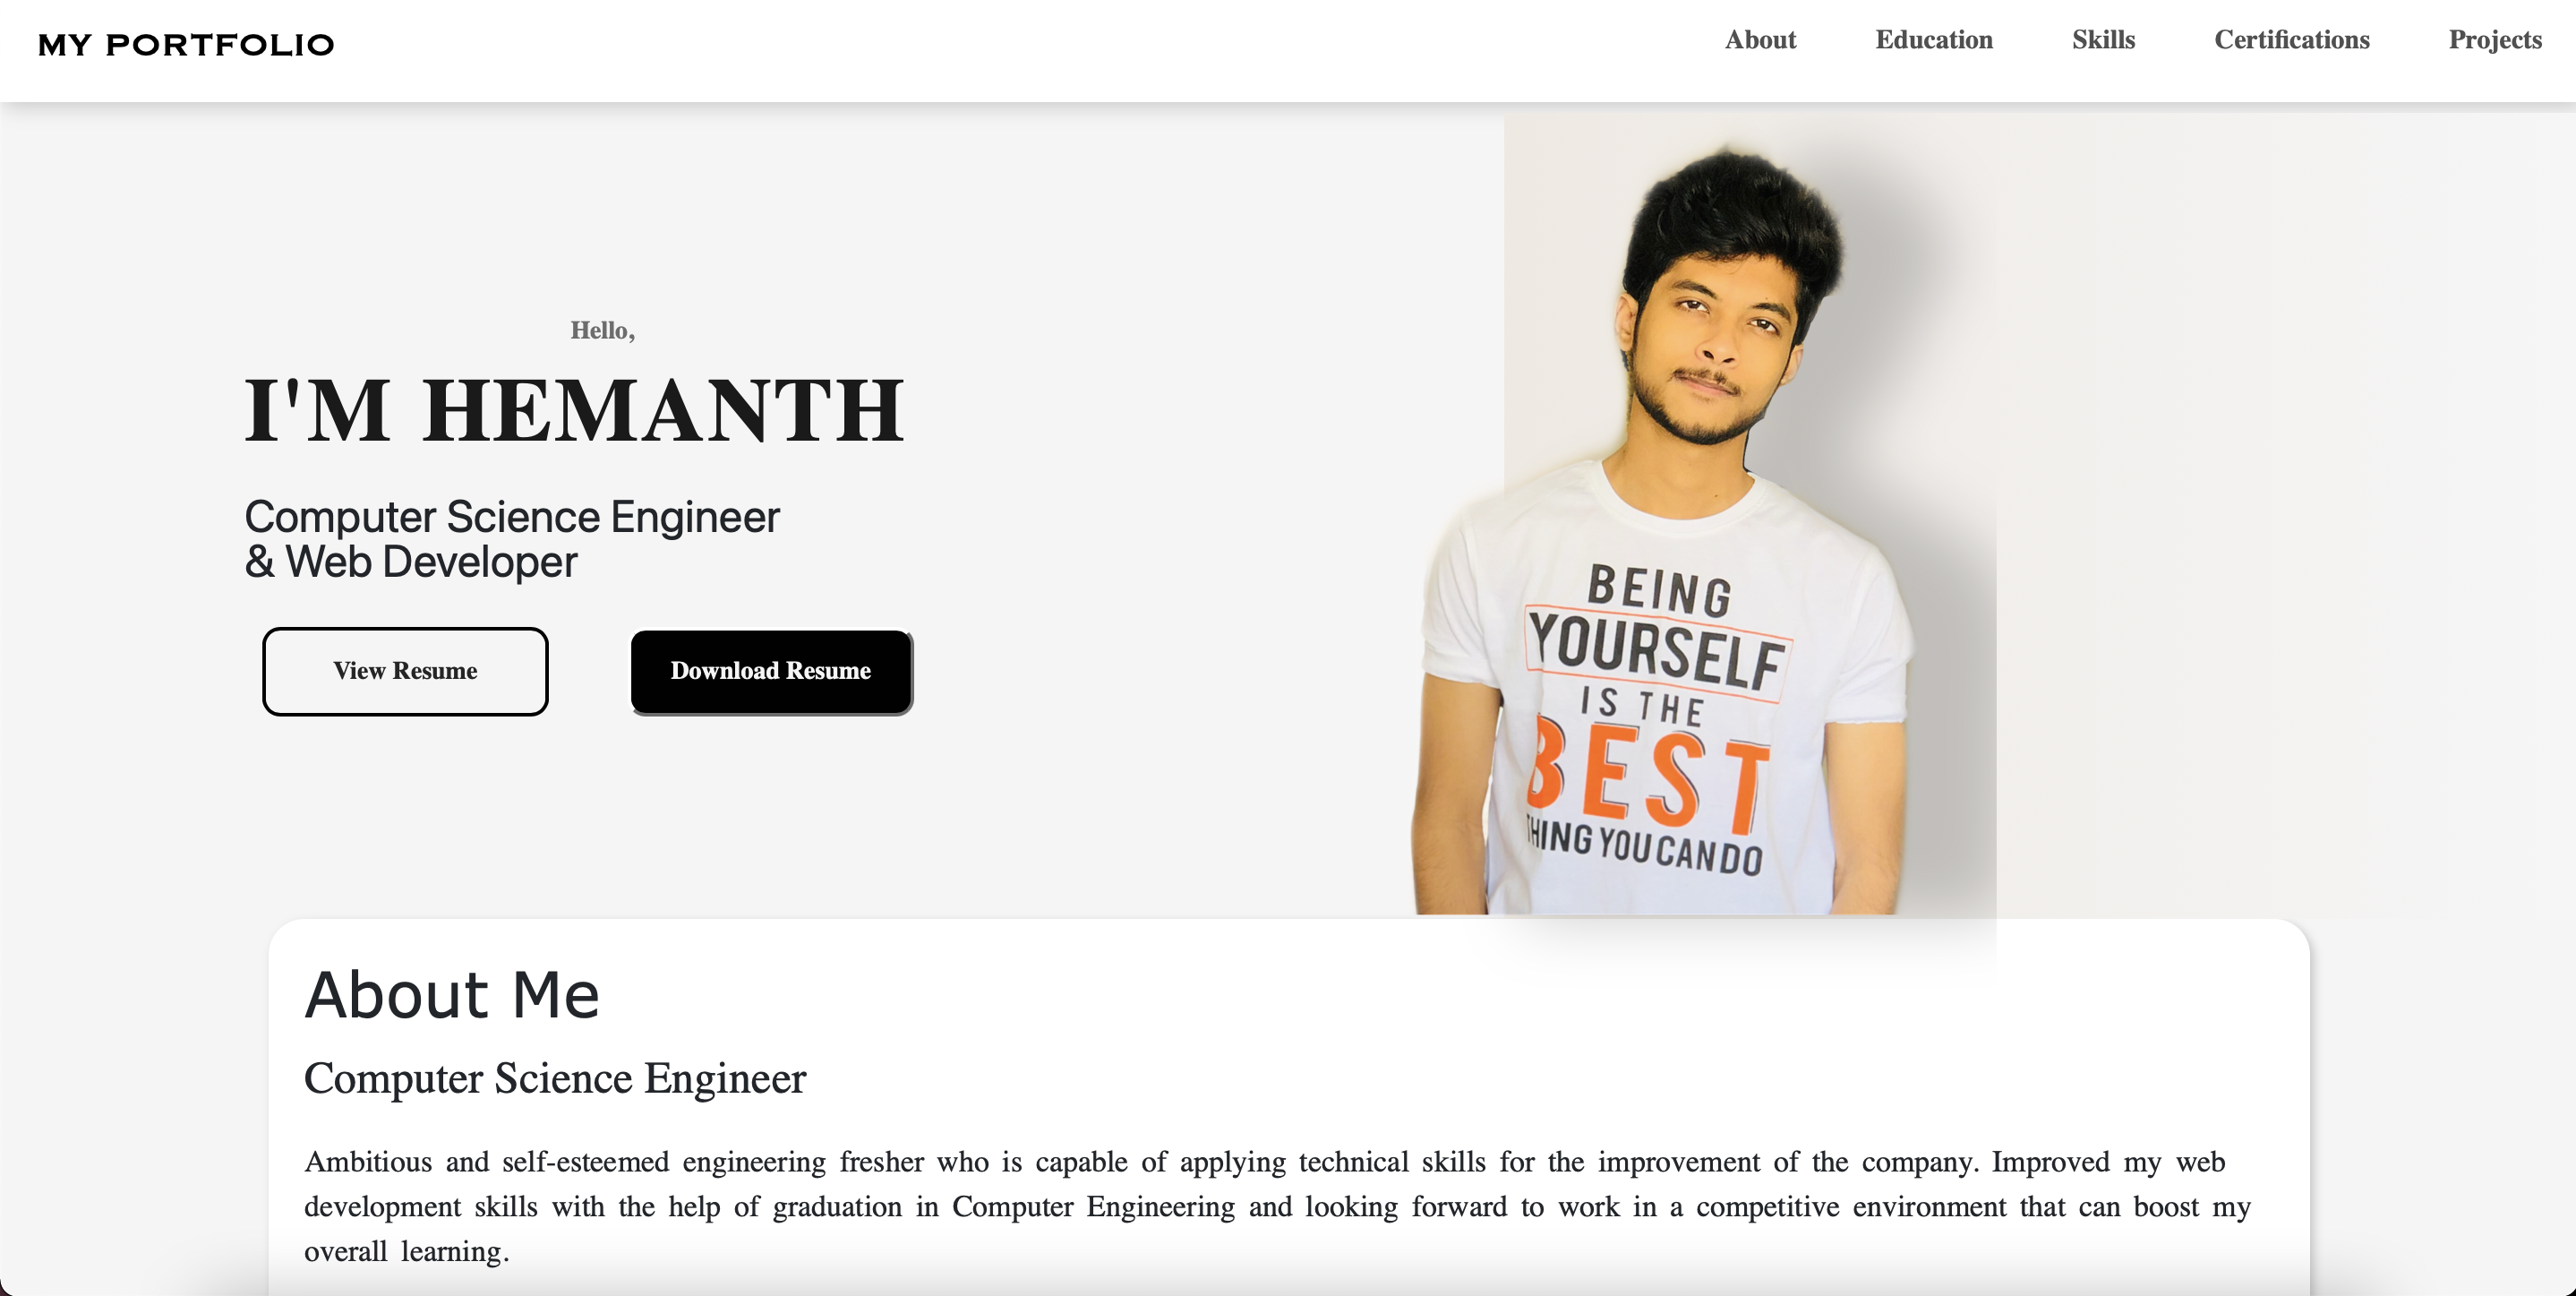 MY PORTFOLIO
About Education Skills Certifications Projects
Hello,
I'M HEMANTH
Computer Science Engineer
& Web Developer
View Resume Download Resume
BEING
YOURSELF
IS THE
BEST
THING YOU CAN DO
About Me
Computer Science Engineer
Ambitious and self-esteemed engineering fresher who is capable of applying technical skills for the improvement of the company. Improved my web
development skills with the help of graduation in Computer Engineering and looking forward to work in a competitive environment that can boost my
overall learning.